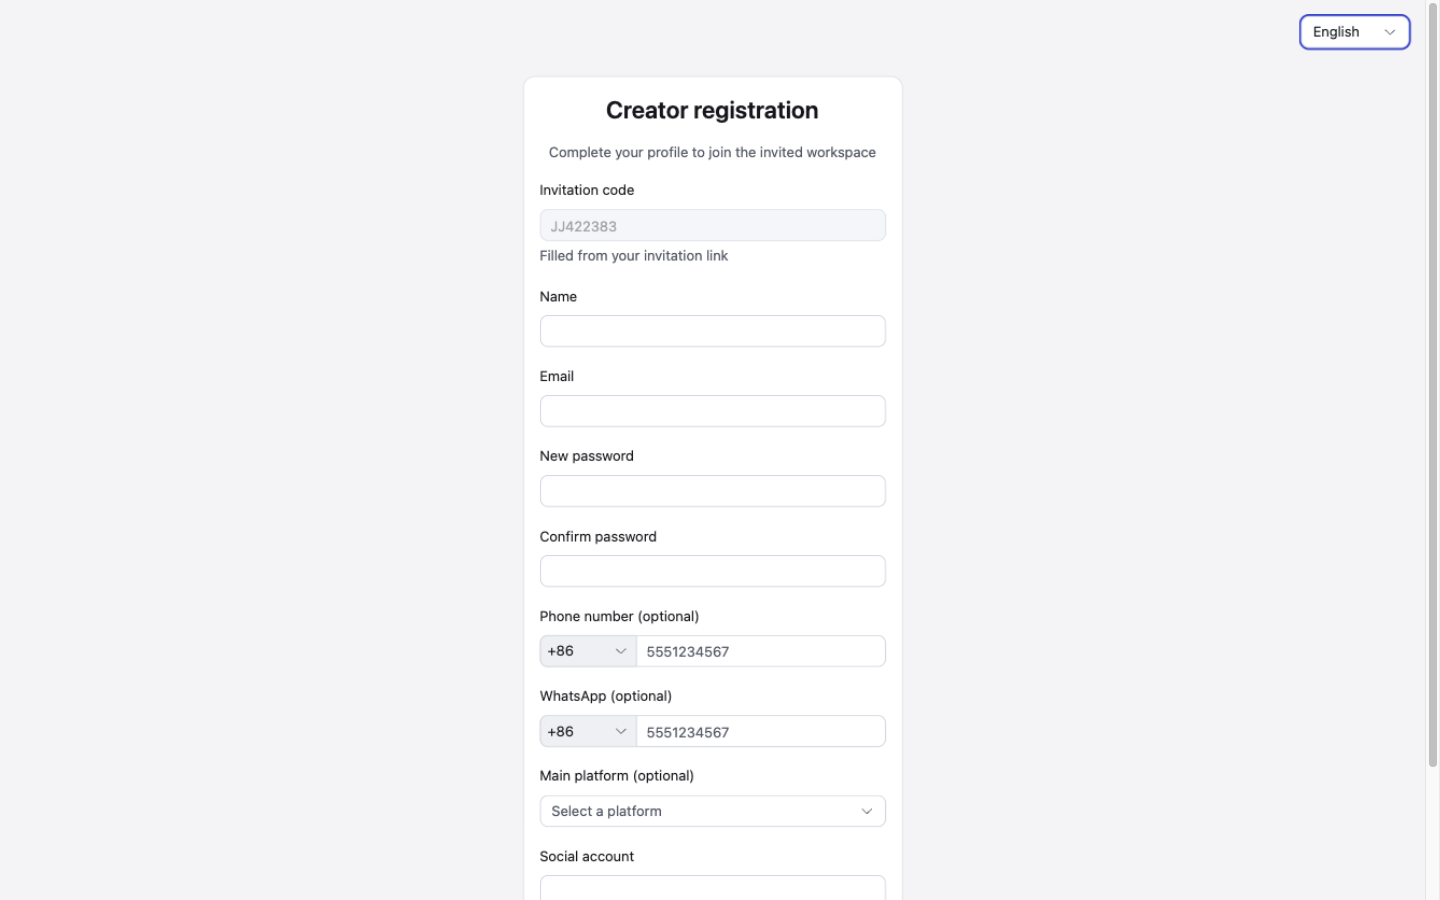 English
Creator registration
Complete your profile to join the invited workspace
Invitation code
JJ422383
Filled from your invitation link
Name
Email
New password
Confirm password
Phone number (optional)
+86 5551234567
WhatsApp (optional)
+86 5551234567
Main platform (optional)
Select a platform
Social account